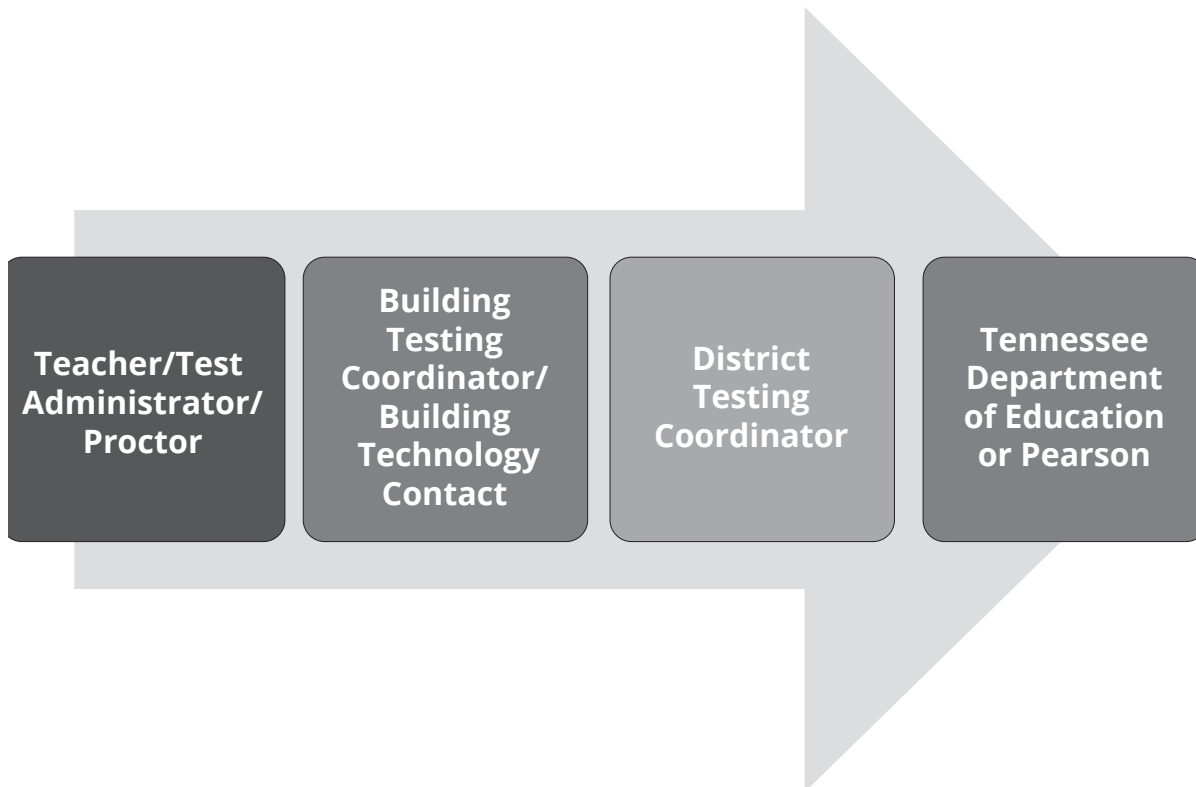 Teacher/Test
Administrator/
Proctor
Building
Testing
Coordinator/
Building
Technology
Contact
District
Testing
Coordinator
Tennessee
Department
of Education
or Pearson